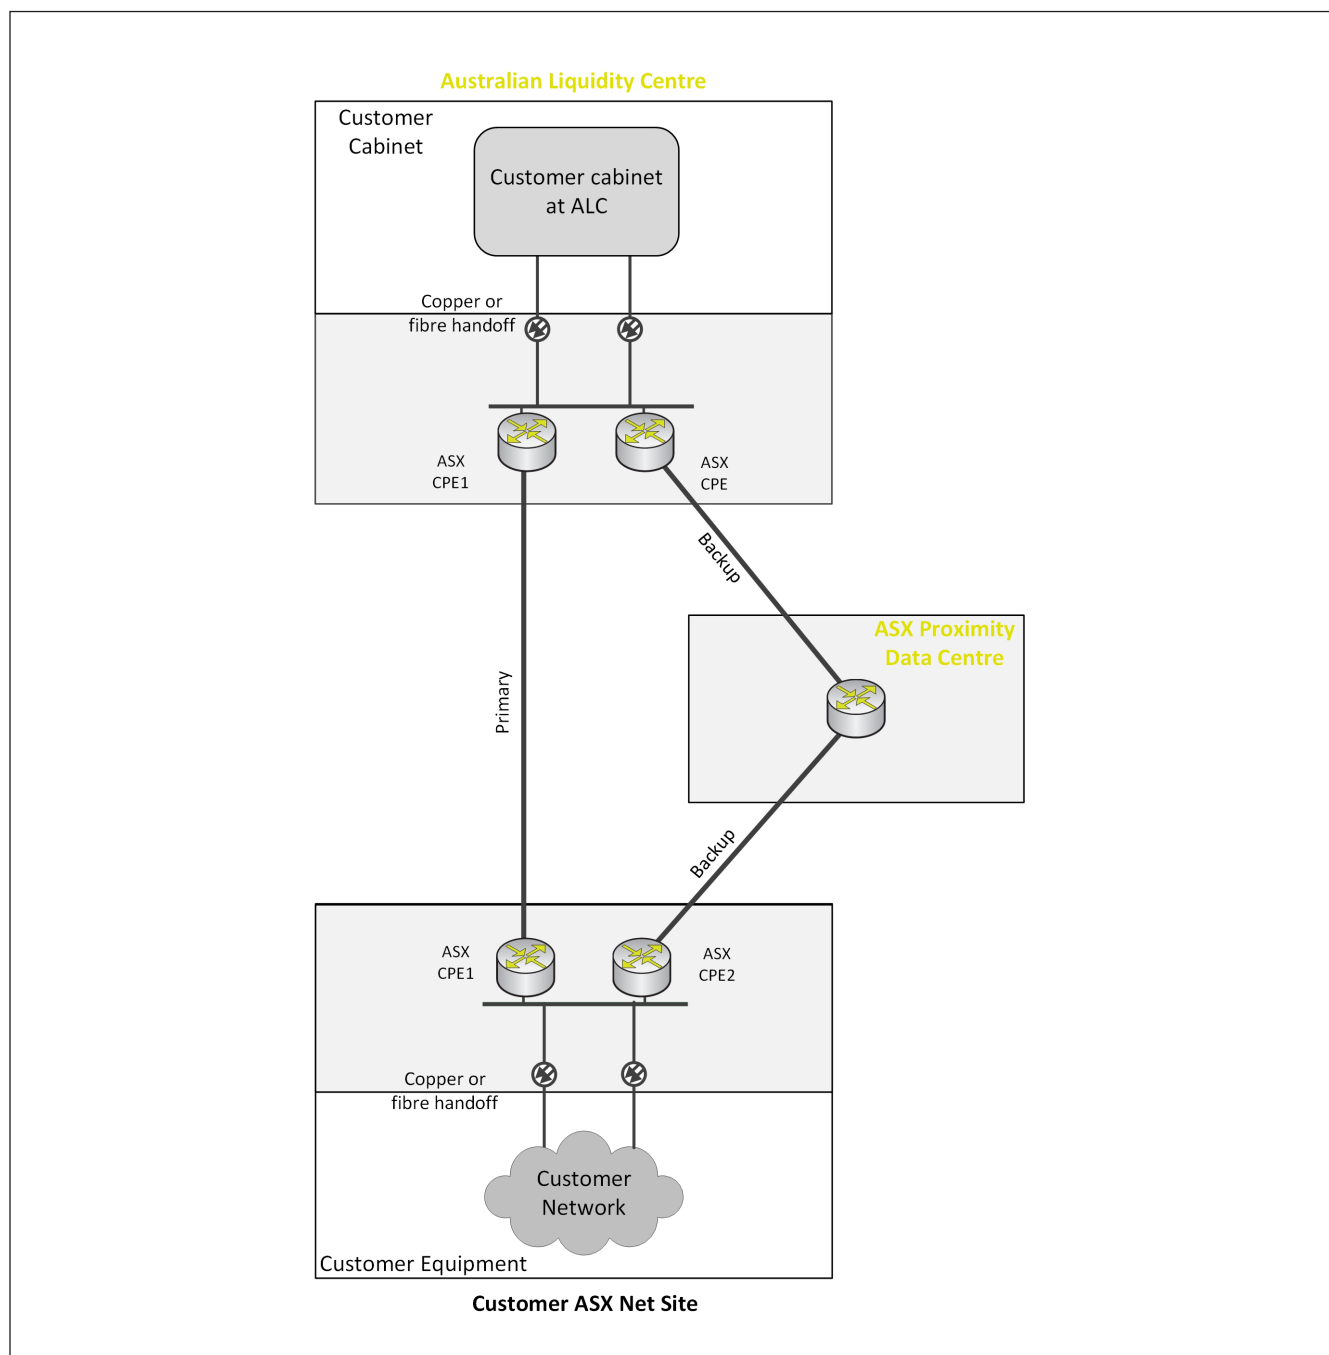 Australian Liquidity Centre
Customer
Cabinet
Customer cabinet
at ALC
Copper or
fibre handoff
ASX
CPE1
ASX
CPE
Backup
ASX Proximity
Data Centre
Primary
Backup
ASX
CPE1
ASX
CPE2
Copper or
fibre handoff
Customer
Network
Customer Equipment
Customer ASX Net Site